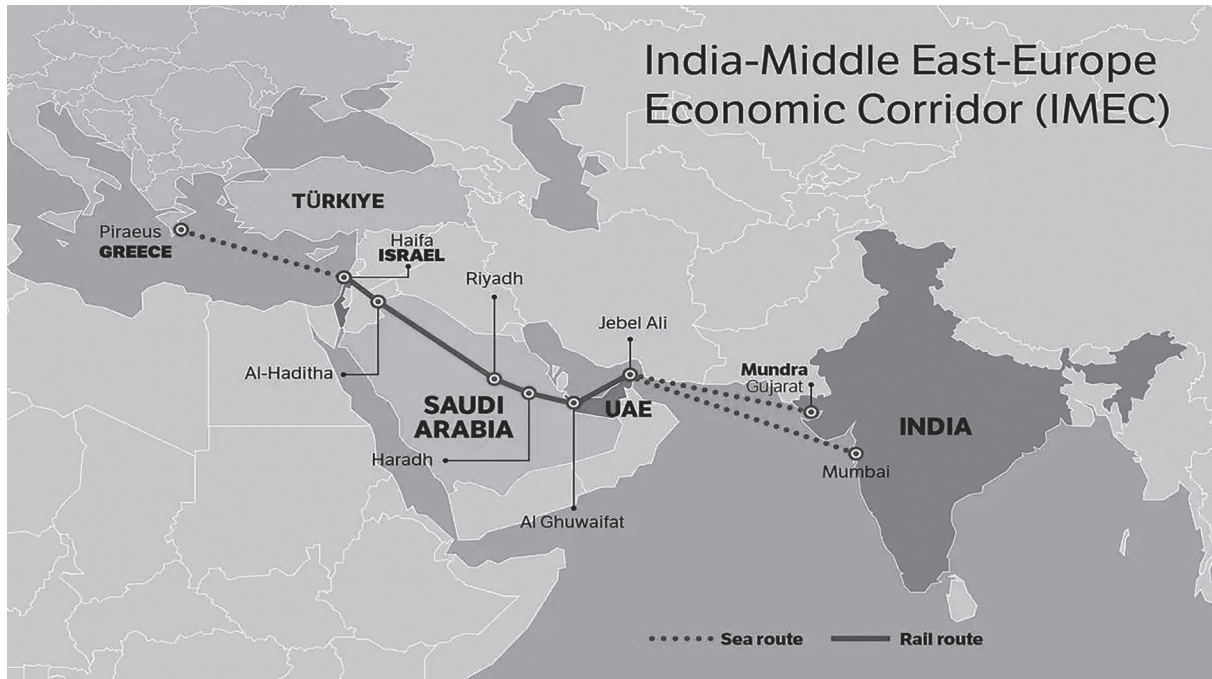 India-Middle East-Europe
Economic Corridor (IMEC)
TÜRKIYE
Piraeus
GREECE
Haifa
ISRAEL
Riyadh
Jebel Ali
Al-Haditha
Mundra
Gujarat
SAUDI
ARABIA
UAE
INDIA
Haradh
Mumbai
Al Ghuwaifat
Sea route
Rail route